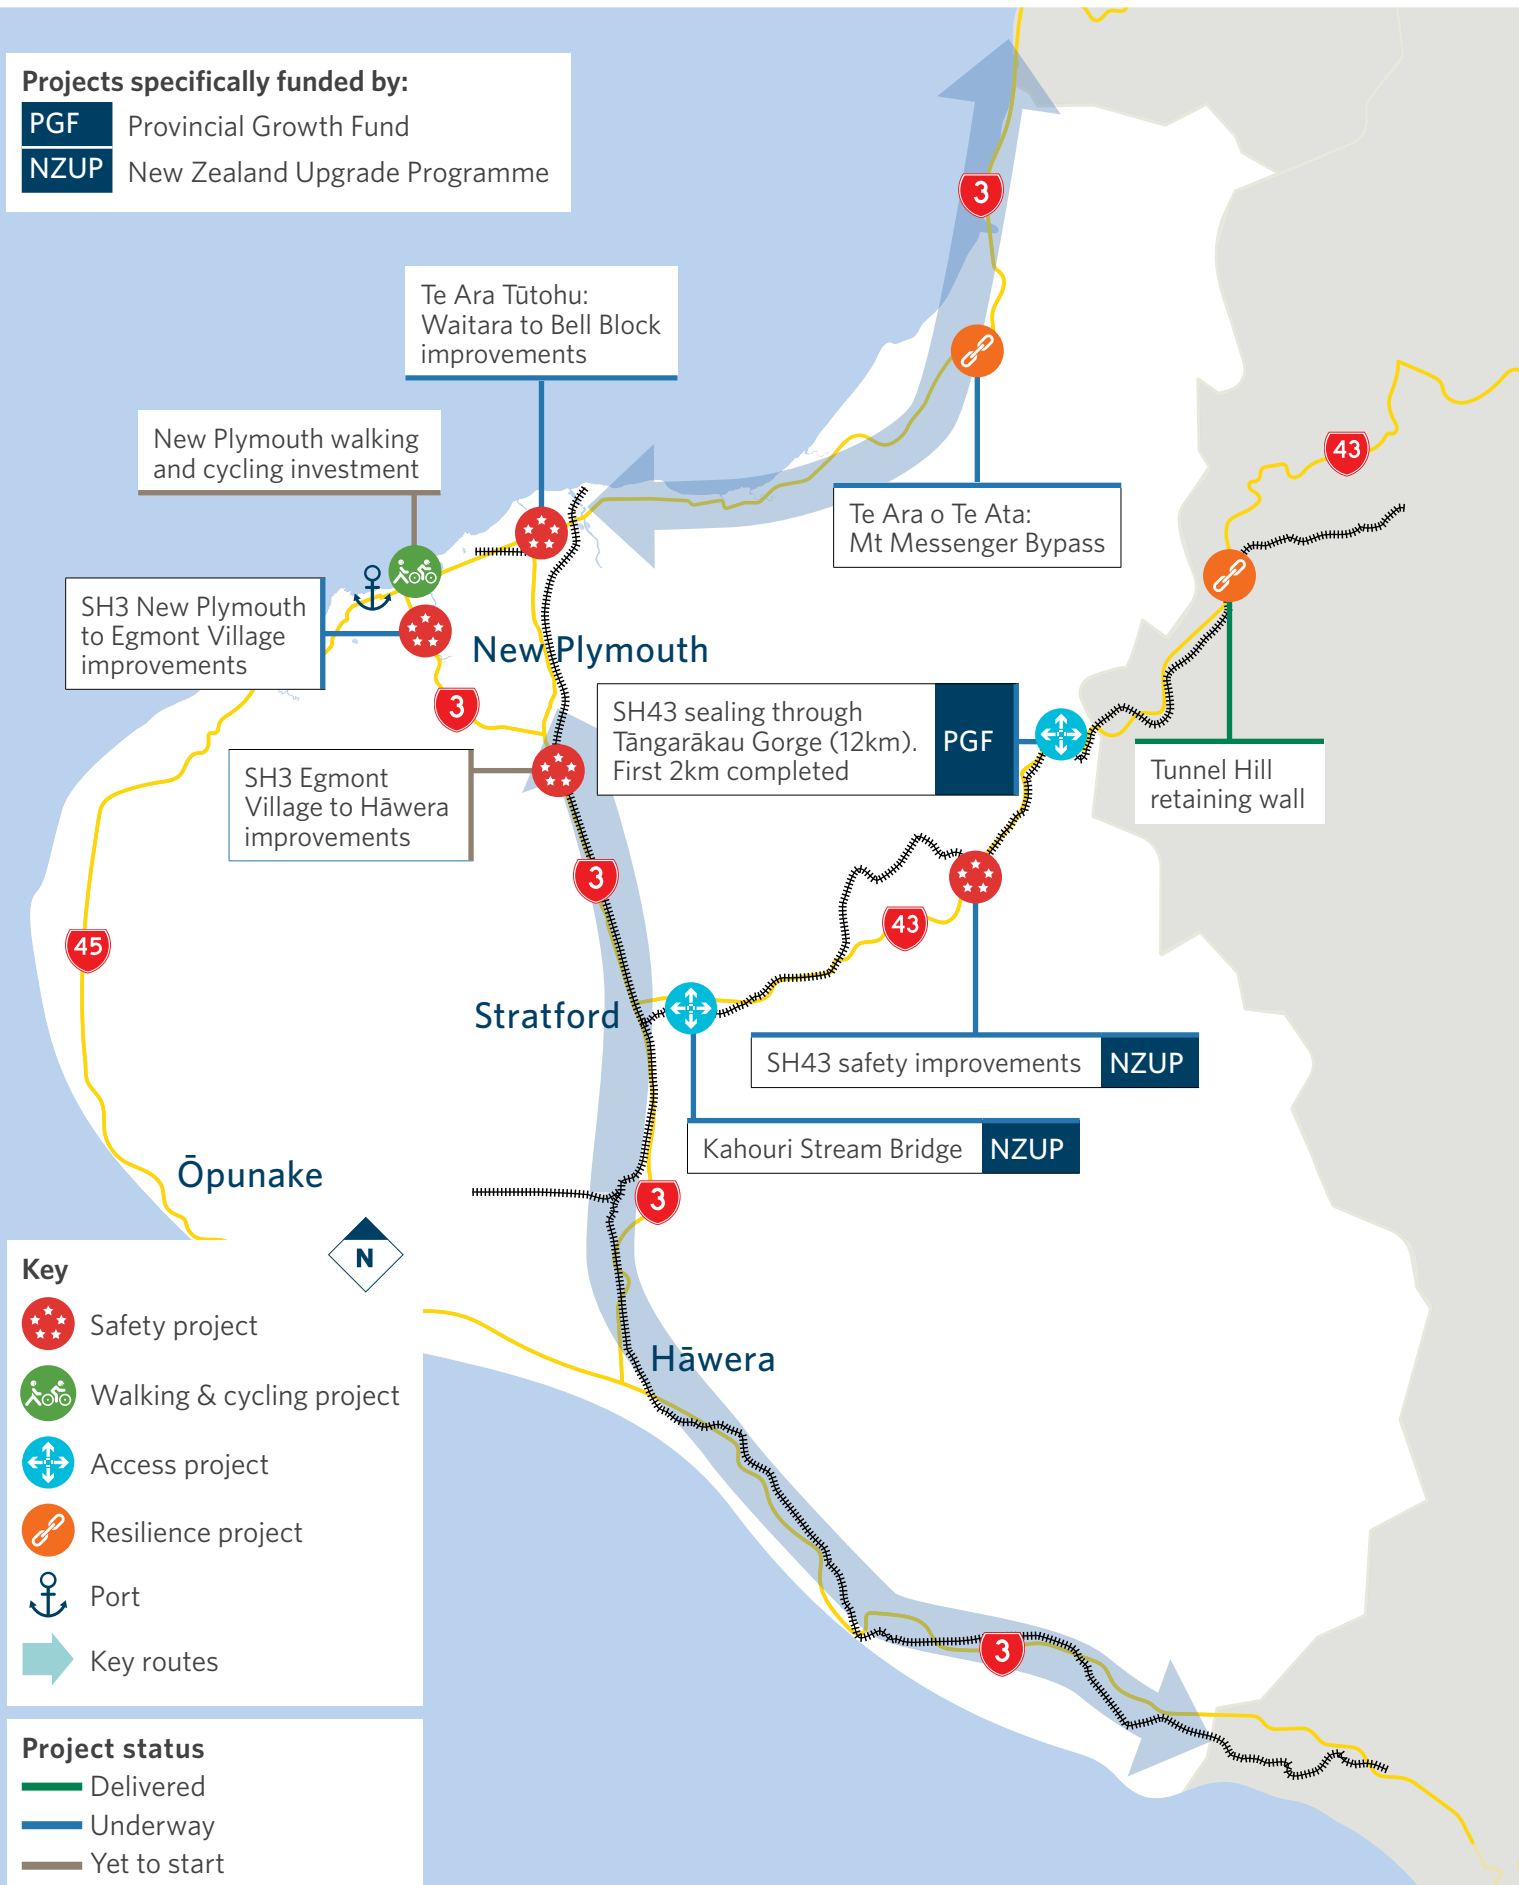 Projects specifically funded by:
PGF Provincial Growth Fund
NZUP New Zealand Upgrade Programme
3
Te Ara Tūtohu:
Waitara to Bell Block
improvements
New Plymouth walking
and cycling investment
43
Te Ara o Te Ata:
Mt Messenger Bypass
SH3 New Plymouth
to Egmont Village
improvements
New Plymouth
3
SH43 sealing through
Tāngarākau Gorge (12km).
First 2km completed
PGF
Tunnel Hill
retaining wall
SH3 Egmont
Village to Hāwera
improvements
3
43
45
Stratford
SH43 safety improvements NZUP
Kahouri Stream Bridge NZUP
Ōpunake
3
N
Hāwera
Key
Safety project
Walking & cycling project
Access project
Resilience project
Port
Key routes
3
Project status
Delivered
Underway
Yet to start